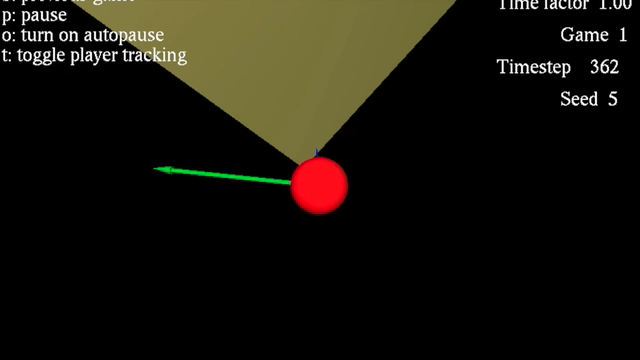 p: pause
o: turn on autopause
t: toggle player tracking
Time factor 1.00
Game 1
Timestep 362
Seed 5